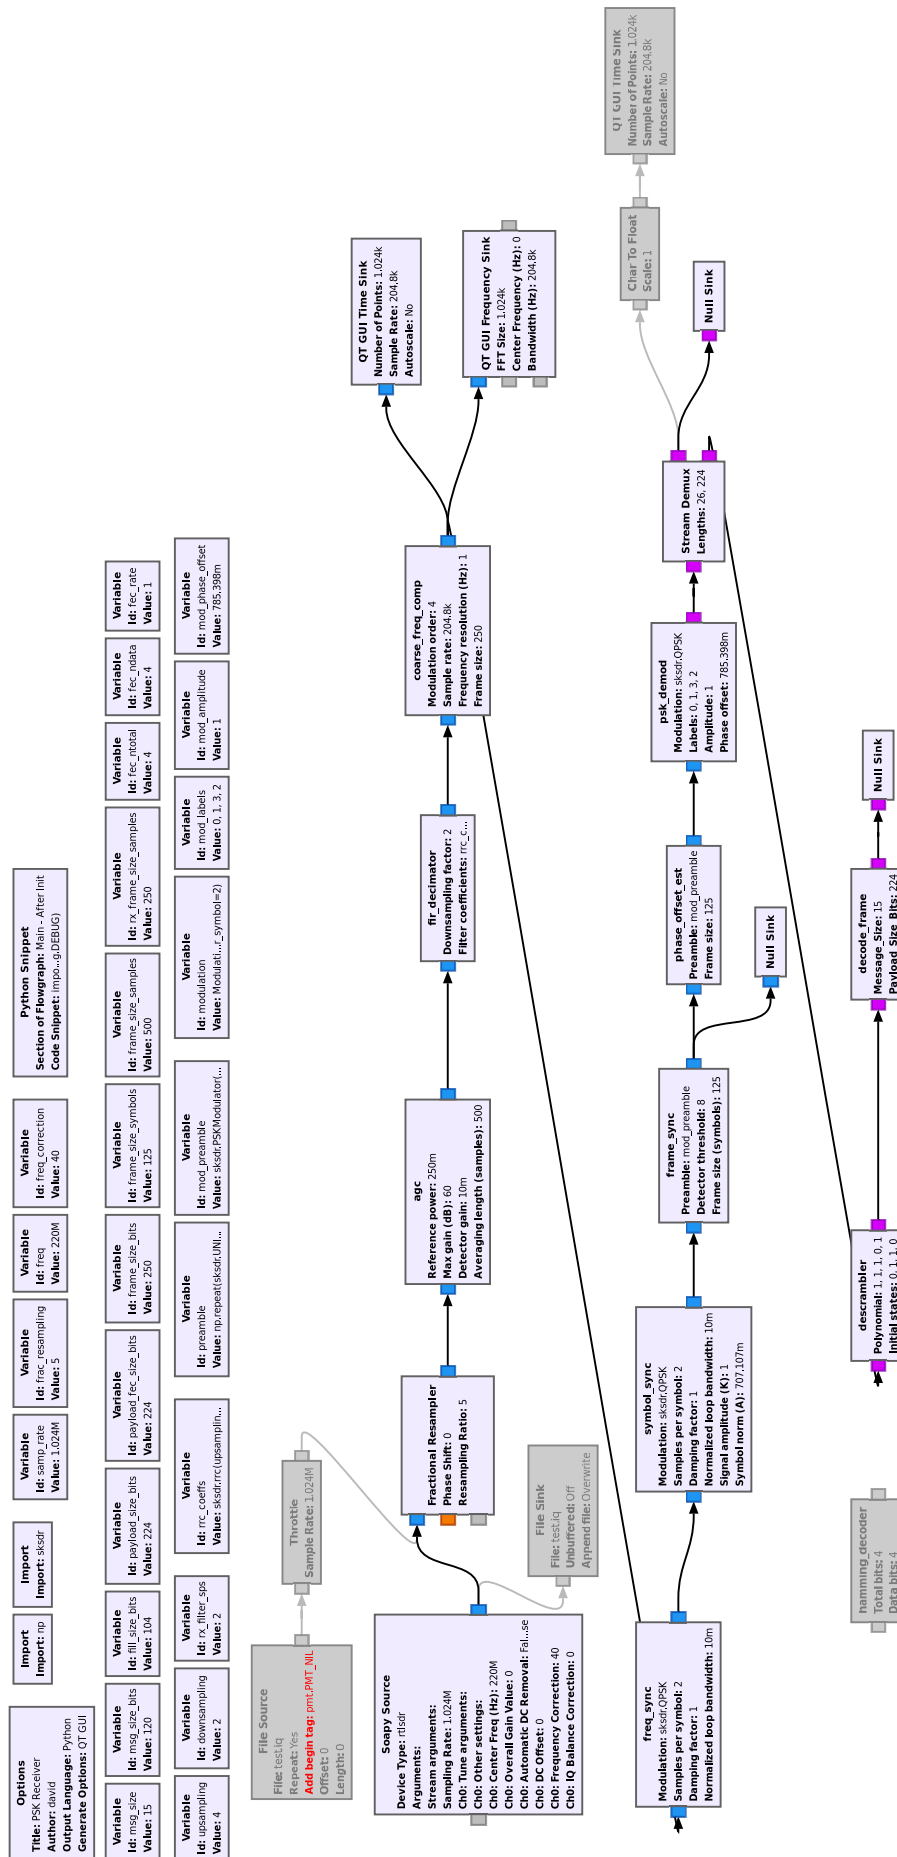 Options
Title: PSK Receiver
Author: david
Output Language: Python
Generate Options: QT GUI
Import
Import: np
Import
Import: sksdr
Variable
Id: samp_rate
Value: 1.024M
Variable
Id: frac_resampling
Value: 5
Variable
Id: freq
Value: 220M
Variable
Id: freq_correction
Value: 40
Python Snippet
Section of Flowgraph: Main - After Init
Code Snippet: impo...g.DEBUG)
Variable
Id: msg_size
Value: 15
Variable
Id: msg_size_bits
Value: 120
Variable
Id: fill_size_bits
Value: 104
Variable
Id: payload_size_bits
Value: 224
Variable
Id: payload_fec_size_bits
Value: 224
Variable
Id: frame_size_bits
Value: 250
Variable
Id: frame_size_symbols
Value: 125
Variable
Id: frame_size_samples
Value: 500
Variable
Id: rx_frame_size_samples
Value: 250
Variable
Id: fec_ntotal
Value: 4
Variable
Id: fec_ndata
Value: 4
Variable
Id: fec_rate
Value: 1
Variable
Id: upsampling
Value: 4
Variable
Id: downsampling
Value: 2
Variable
Id: rx_filter_sps
Value: 2
Variable
Id: rrc_coeffs
Value: sksdr.rrc(upsamplin...
Variable
Id: preamble
Value: np.repeat(sksdr.UNI...
Variable
Id: mod_preamble
Value: sksdr.PSKModulator(...
Variable
Id: modulation
Value: Modulati...r_symbol=2)
Variable
Id: mod_labels
Value: 0, 1, 3, 2
Variable
Id: mod_amplitude
Value: 1
Variable
Id: mod_phase_offset
Value: 785.398m
File Source
File: test.iq
Repeat: Yes
Add begin tag: pmt.PMT_NIL
Offset: 0
Length: 0
Throttle
Sample Rate: 1.024M
Soapy Source
Device Type: rtlsdr
Arguments:
Stream arguments:
Sampling Rate: 1.024M
Ch0: Tune arguments:
Ch0: Other settings:
Ch0: Center Freq (Hz): 220M
Ch0: Overall Gain Value: 0
Ch0: Automatic DC Removal: Fal...se
Ch0: DC Offset: 0
Ch0: Frequency Correction: 40
Ch0: IQ Balance Correction: 0
File Sink
File: test.iq
Unbuffered: Off
Append file: Overwrite
Fractional Resampler
Phase Shift: 0
Resampling Ratio: 5
agc
Reference power: 250m
Max gain (dB): 60
Detector gain: 10m
Averaging length (samples): 500
fir_decimator
Downsampling factor: 2
Filter coefficients: rrc_c...
coarse_freq_comp
Modulation order: 4
Sample rate: 204.8k
Frequency resolution (Hz): 1
Frame size: 250
QT GUI Time Sink
Number of Points: 1.024k
Sample Rate: 204.8k
Autoscale: No
QT GUI Frequency Sink
FFT Size: 1.024k
Center Frequency (Hz): 0
Bandwidth (Hz): 204.8k
freq_sync
Modulation: sksdr.QPSK
Samples per symbol: 2
Damping factor: 1
Normalized loop bandwidth: 10m
symbol_sync
Modulation: sksdr.QPSK
Samples per symbol: 2
Damping factor: 1
Normalized loop bandwidth: 10m
Signal amplitude (K): 1
Symbol norm (A): 707.107m
frame_sync
Preamble: mod_preamble
Detector threshold: 8
Frame size (symbols): 125
Null Sink
phase_offset_est
Preamble: mod_preamble
Frame size: 125
psk_demod
Modulation: sksdr.QPSK
Labels: 0, 1, 3, 2
Amplitude: 1
Phase offset: 785.398m
Stream Demux
Lengths: 26, 224
Null Sink
Char To Float
Scale: 1
QT GUI Time Sink
Number of Points: 1.024k
Sample Rate: 204.8k
Autoscale: No
hamming_decoder
Total bits: 4
Data bits: 4
descrambler
Polynomial: 1, 1, 1, 0, 1
Initial states: 0, 1, 1, 0
decode_frame
Message_Size: 15
Payload_Size_Bits: 224
Null Sink